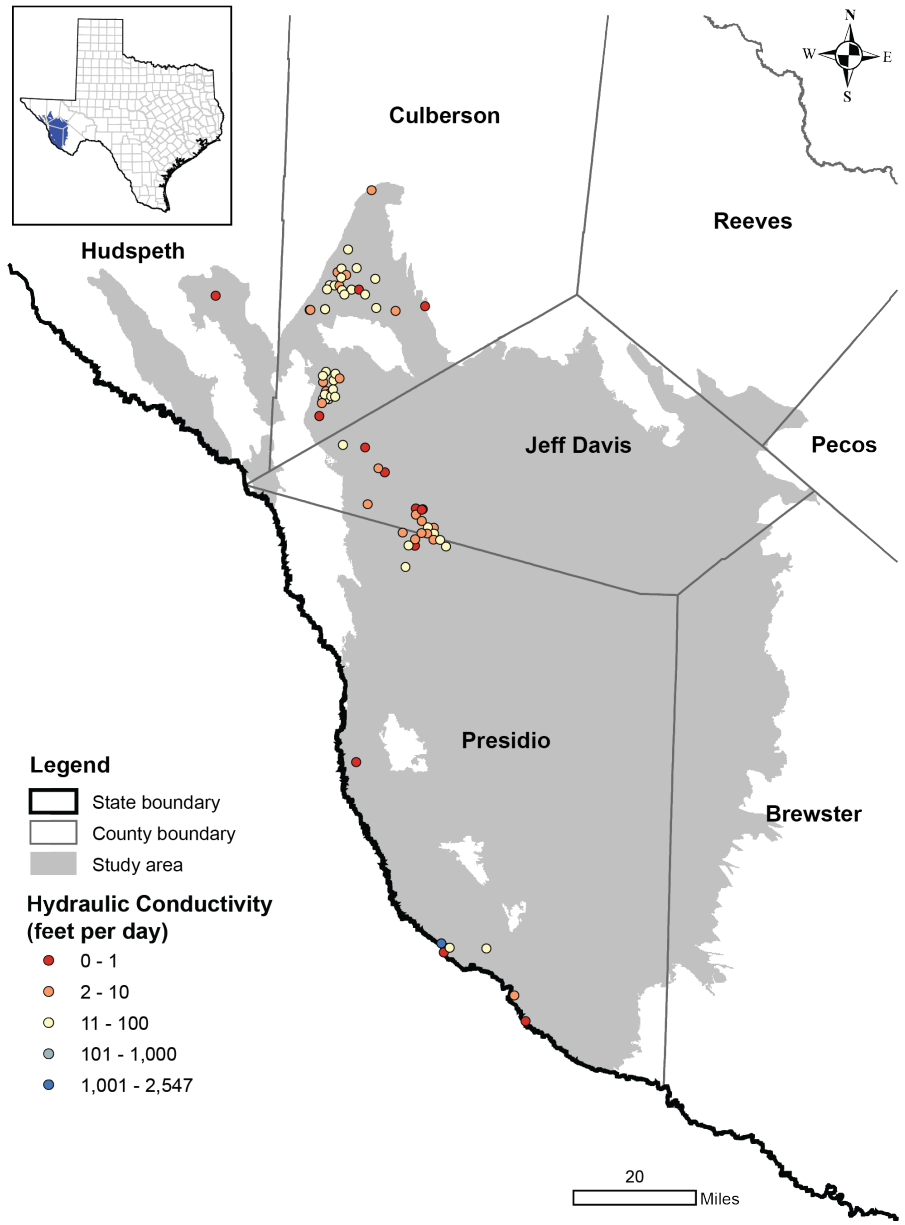 N
W E
S
Culberson
Reeves
Hudspeth
Jeff Davis
Pecos
Presidio
Brewster
Legend
State boundary
County boundary
Study area
Hydraulic Conductivity
(feet per day)
0 - 1
2 - 10
11 - 100
101 - 1,000
1,001 - 2,547
20
Miles